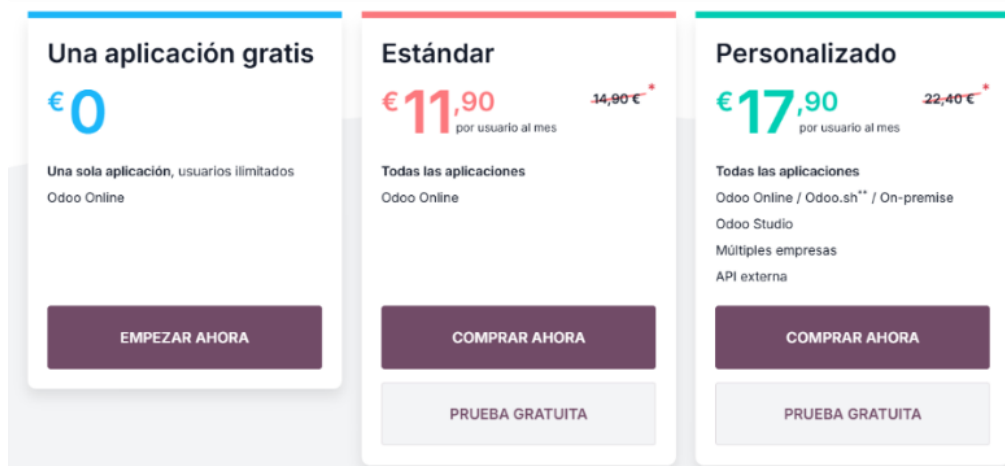 Una aplicación gratis
€0
Una sola aplicación, usuarios ilimitados
Odoo Online
EMPEZAR AHORA
Estándar
€11,90
14,90 € *
por usuario al mes
Todas las aplicaciones
Odoo Online
COMPRAR AHORA
PRUEBA GRATUITA
Personalizado
€17,90
22,40 € *
por usuario al mes
Todas las aplicaciones
Odoo Online / Odoo.sh** / On-premise
Odoo Studio
Múltiples empresas
API externa
COMPRAR AHORA
PRUEBA GRATUITA